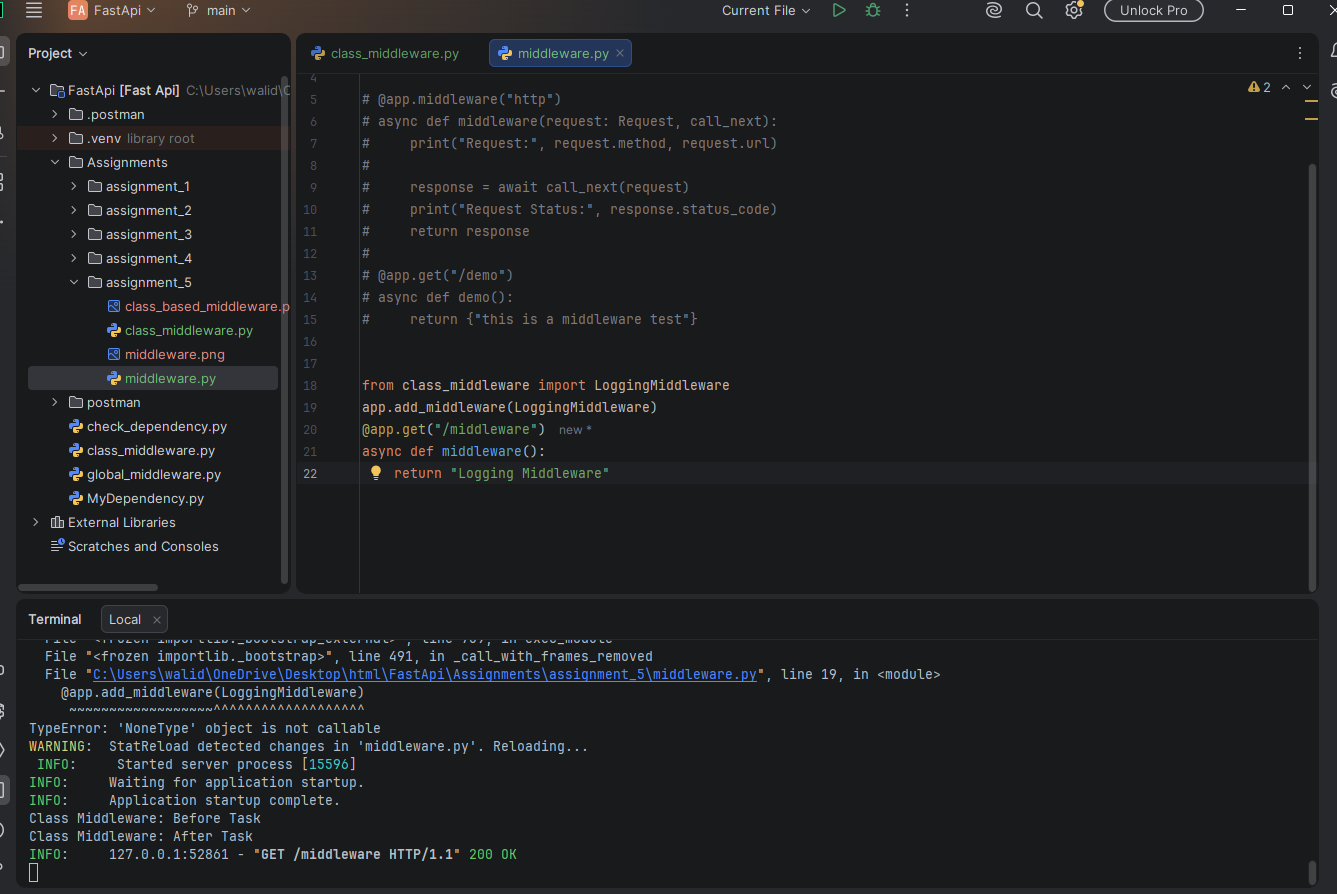 FA FastApi main Current File Unlock Pro
Project
FastApi [Fast Api] C:\Users\walid\
.postman
.venv library root
Assignments
assignment_1
assignment_2
assignment_3
assignment_4
assignment_5
class_based_middleware.p
class_middleware.py
middleware.png
middleware.py
postman
check_dependency.py
class_middleware.py
global_middleware.py
MyDependency.py
External Libraries
Scratches and Consoles
class_middleware.py middleware.py
2
4
5 # @app.middleware("http")
6 # async def middleware(request: Request, call_next):
7 #     print("Request:", request.method, request.url)
8 #
9 #     response = await call_next(request)
10 #     print("Request Status:", response.status_code)
11 #     return response
12 #
13 # @app.get("/demo")
14 # async def demo():
15 #     return {"this is a middleware test"}
16
17
18 from class_middleware import LoggingMiddleware
19 app.add_middleware(LoggingMiddleware)
20 @app.get("/middleware") new *
21 async def middleware():
22     return "Logging Middleware"
Terminal Local
File "<frozen importlib._bootstrap>", line 491, in _call_with_frames_removed
File "C:\Users\walid\OneDrive\Desktop\html\FastApi\Assignments\assignment_5\middleware.py", line 19, in <module>
@app.add_middleware(LoggingMiddleware)
~~~~~~~~~~~~~~~~~~^^^^^^^^^^^^^^^^^^^
TypeError: 'NoneType' object is not callable
WARNING:  StatReload detected changes in 'middleware.py'. Reloading...
INFO:     Started server process [15596]
INFO:     Waiting for application startup.
INFO:     Application startup complete.
Class Middleware: Before Task
Class Middleware: After Task
INFO:     127.0.0.1:52861 - "GET /middleware HTTP/1.1" 200 OK